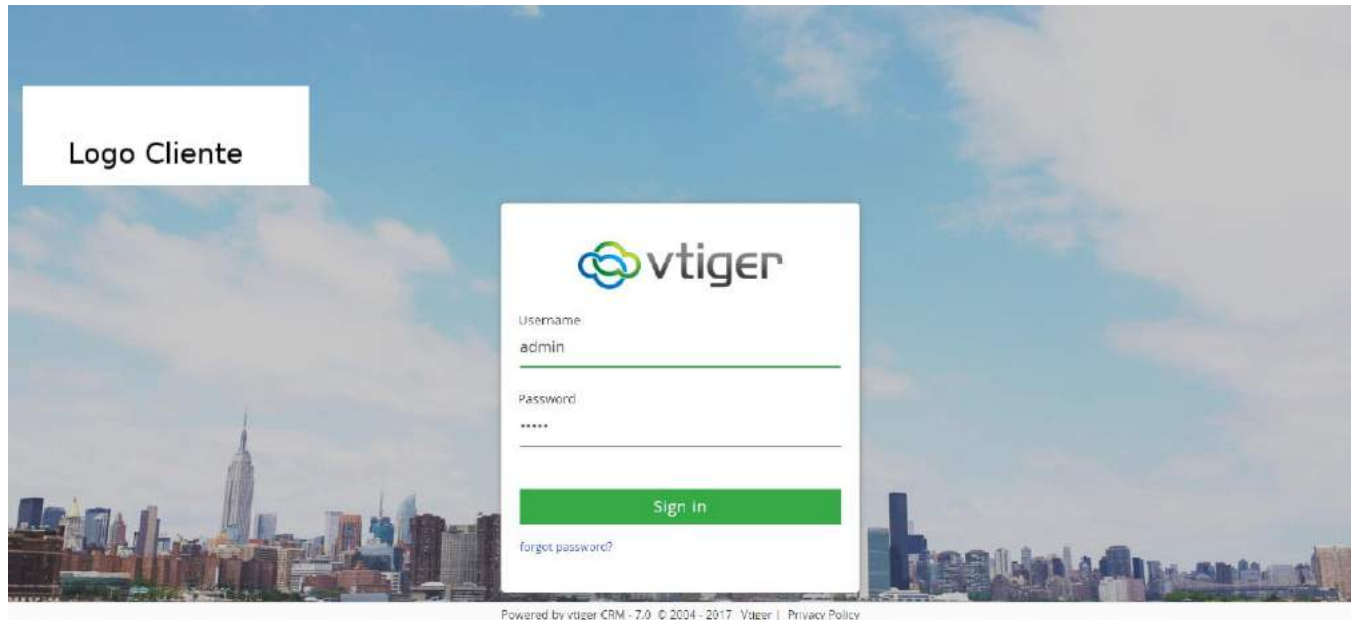 Logo Cliente
vtiger
Username
admin
Password
•••••
Sign in
forgot password?
Powered by vtiger CRM - 7.0 © 2004 - 2017 Vtiger | Privacy Policy